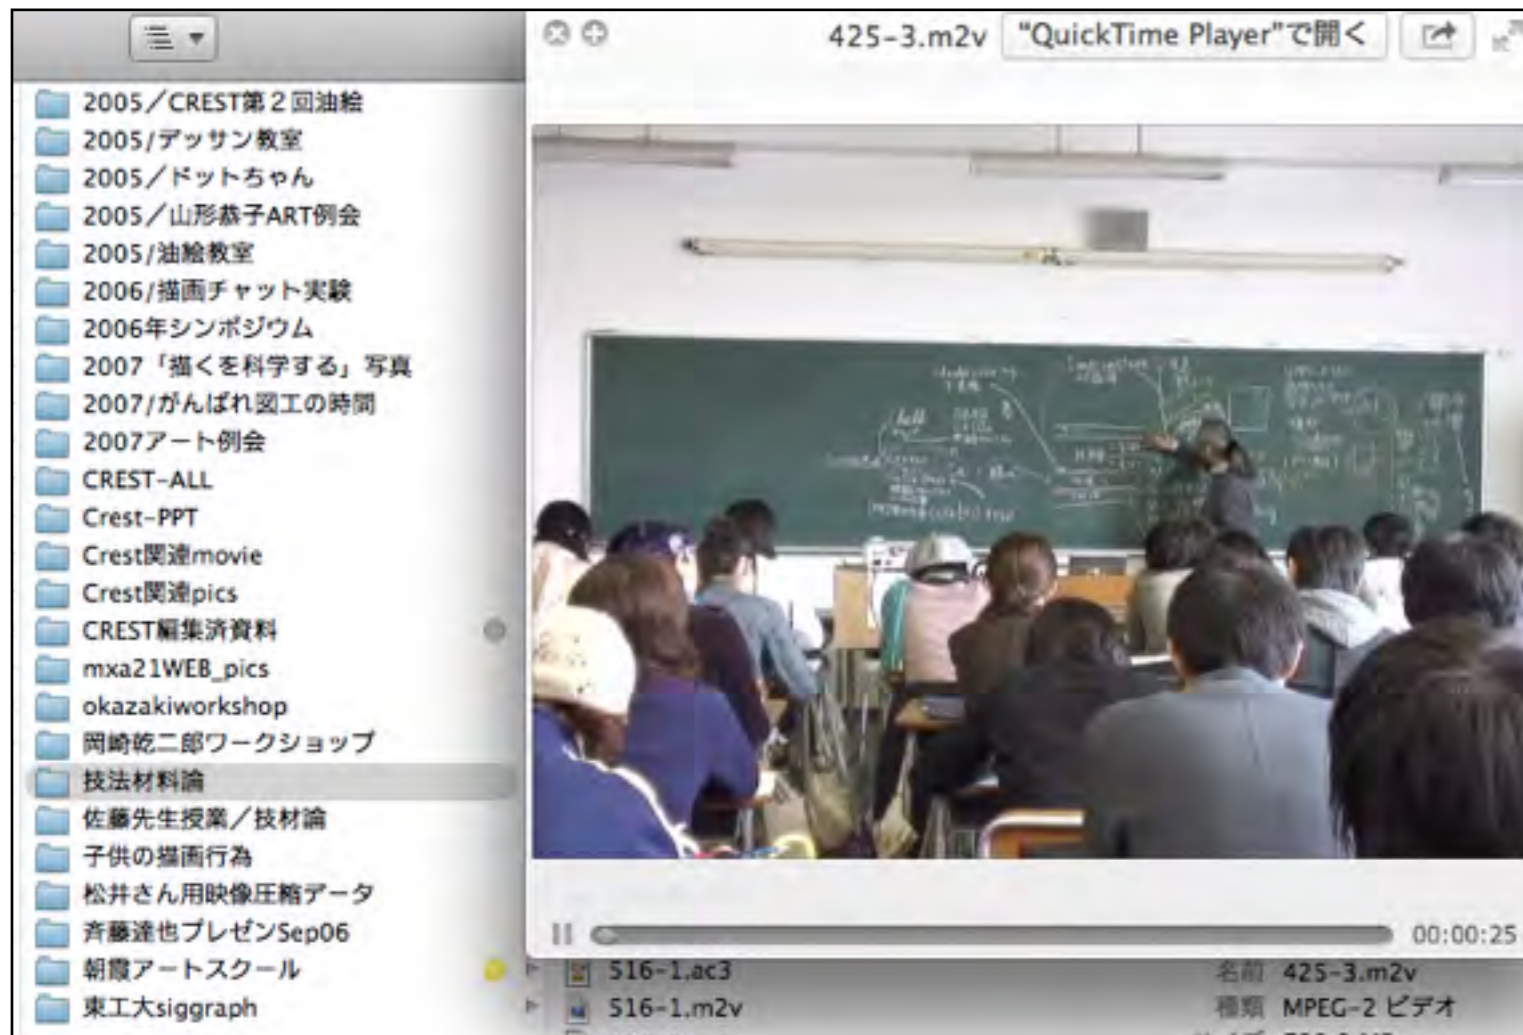 425-3.m2v
"QuickTime Player"で開く
2005／CREST第２回油絵
2005/デッサン教室
2005／ドットちゃん
2005／山形恭子ART例会
2005/油絵教室
2006/描画チャット実験
2006年シンポジウム
2007「描くを科学する」写真
2007/がんばれ図工の時間
2007アート例会
CREST-ALL
Crest-PPT
Crest関連movie
Crest関連pics
CREST編集済資料
mxa21WEB_pics
okazakiworkshop
岡崎乾二郎ワークショップ
技法材料論
佐藤先生授業／技材論
子供の描画行為
松井さん用映像圧縮データ
斉藤達也プレゼンSep06
朝霞アートスクール
東工大siggraph
00:00:25
516-1.ac3
名前 425-3.m2v
516-1.m2v
種類 MPEG-2 ビデオ